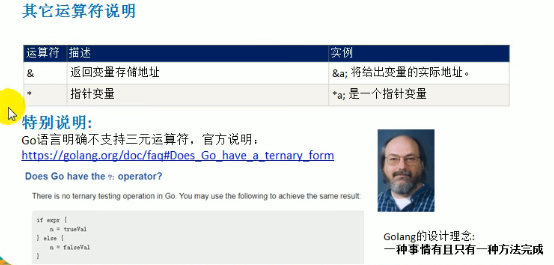 其它运算符说明
运算符 描述 实例
& 返回变量存储地址 &a; 将给出变量的实际地址。
* 指针变量 *a; 是一个指针变量
特别说明:
Go语言明确不支持三元运算符，官方说明：
https://golang.org/doc/faq#Does_Go_have_a_ternary_form
Does Go have the ?: operator?
There is no ternary testing operation in Go. You may use the following to achieve the same result:
if expr {
n = trueVal
} else {
n = falseVal
}
Golang的设计理念:
一种事情有且只有一种方法完成